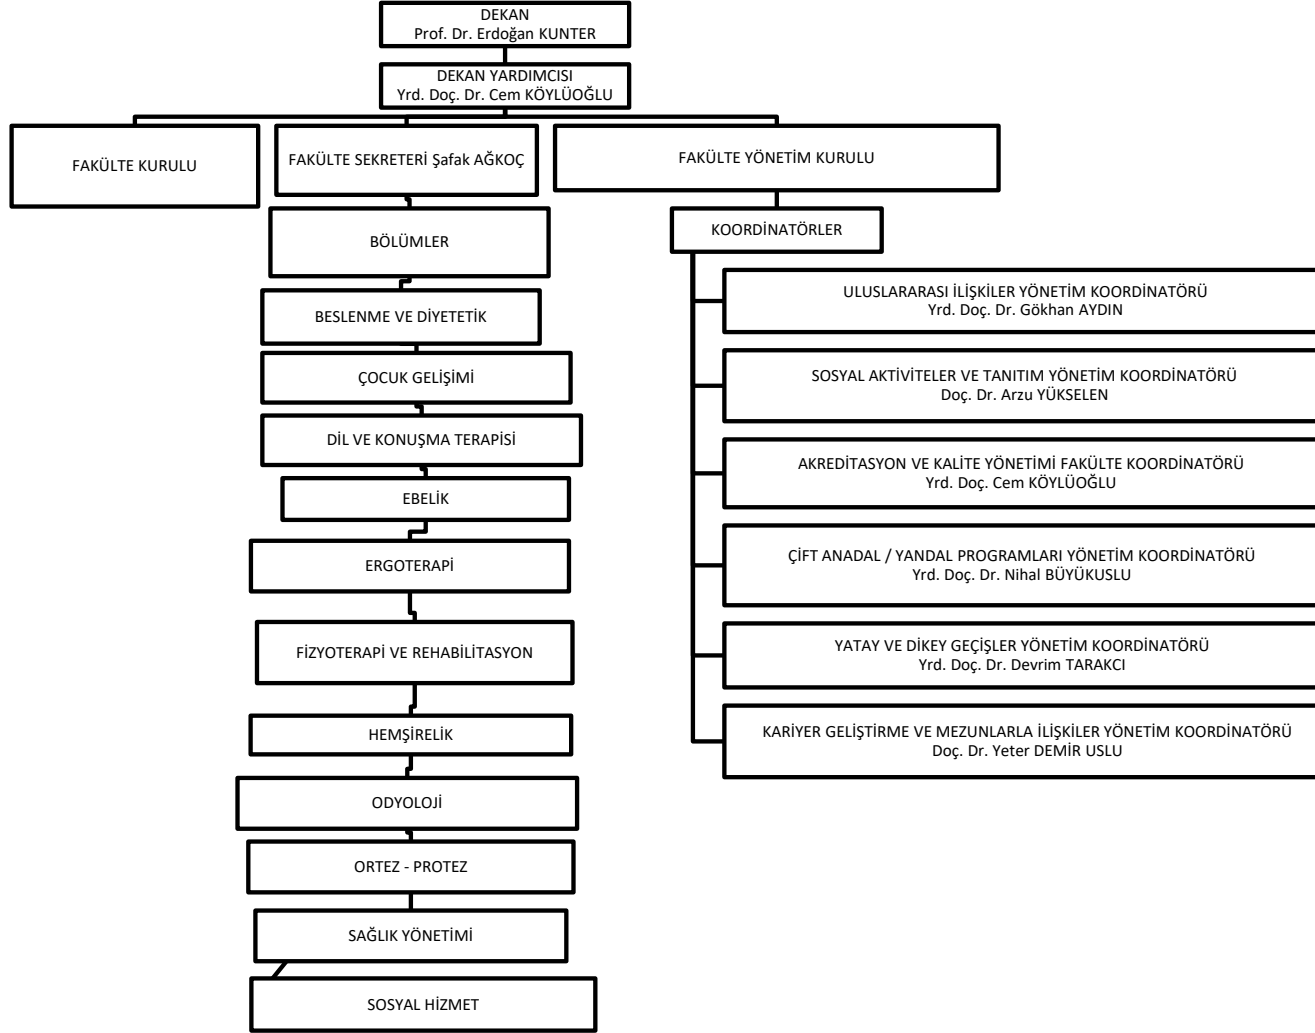 DEKAN
Prof. Dr. Erdoğan KUNTER
DEKAN YARDIMCISI
Yrd. Doç. Dr. Cem KÖYLÜOĞLU
FAKÜLTE KURULU
FAKÜLTE SEKRETERİ Şafak AĞKOÇ
FAKÜLTE YÖNETİM KURULU
BÖLÜMLER
BESLENME VE DİYETETİK
ÇOCUK GELİŞİMİ
DİL VE KONUŞMA TERAPİSİ
EBELİK
ERGOTERAPİ
FİZYOTERAPİ VE REHABİLİTASYON
HEMŞİRELİK
ODYOLOJİ
ORTEZ - PROTEZ
SAĞLIK YÖNETİMİ
SOSYAL HİZMET
KOORDİNATÖRLER
ULUSLARARASI İLİŞKİLER YÖNETİM KOORDİNATÖRÜ
Yrd. Doç. Dr. Gökhan AYDIN
SOSYAL AKTİVİTELER VE TANITIM YÖNETİM KOORDİNATÖRÜ
Doç. Dr. Arzu YÜKSELEN
AKREDİTASYON VE KALİTE YÖNETİMİ FAKÜLTE KOORDİNATÖRÜ
Yrd. Doç. Cem KÖYLÜOĞLU
ÇİFT ANADAL / YANDAL PROGRAMLARI YÖNETİM KOORDİNATÖRÜ
Yrd. Doç. Dr. Nihal BÜYÜKUSLU
YATAY VE DİKEY GEÇİŞLER YÖNETİM KOORDİNATÖRÜ
Yrd. Doç. Dr. Devrim TARAKCI
KARİYER GELİŞTİRME VE MEZUNLARLA İLİŞKİLER YÖNETİM KOORDİNATÖRÜ
Doç. Dr. Yeter DEMİR USLU